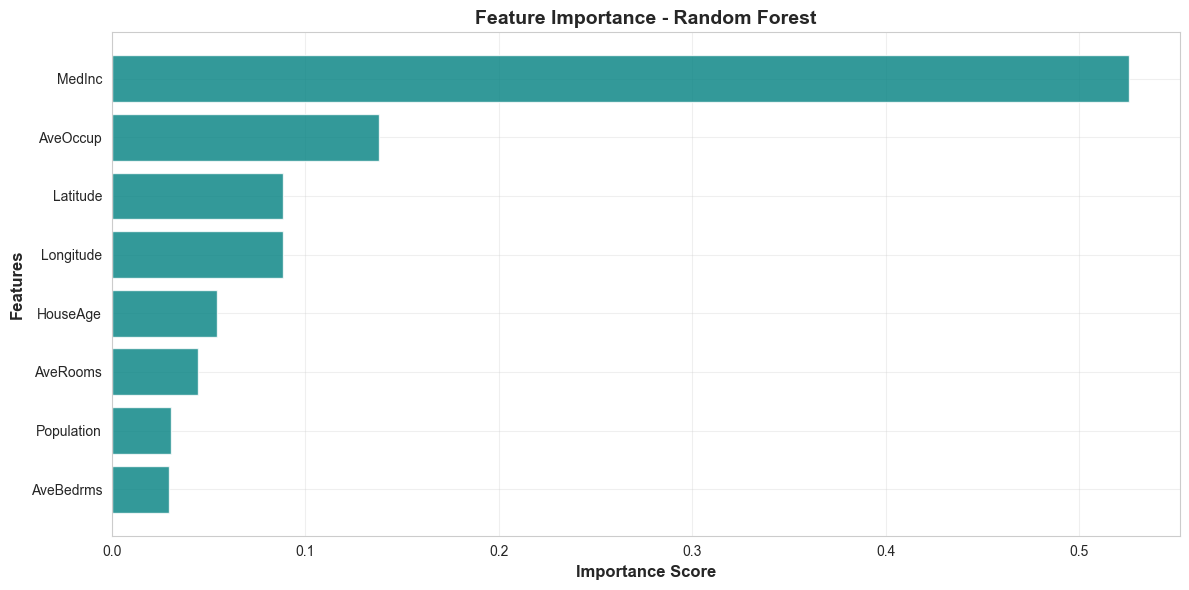 Feature Importance - Random Forest
Features
MedInc
AveOccup
Latitude
Longitude
HouseAge
AveRooms
Population
AveBedrms
0.0 0.1 0.2 0.3 0.4 0.5
Importance Score